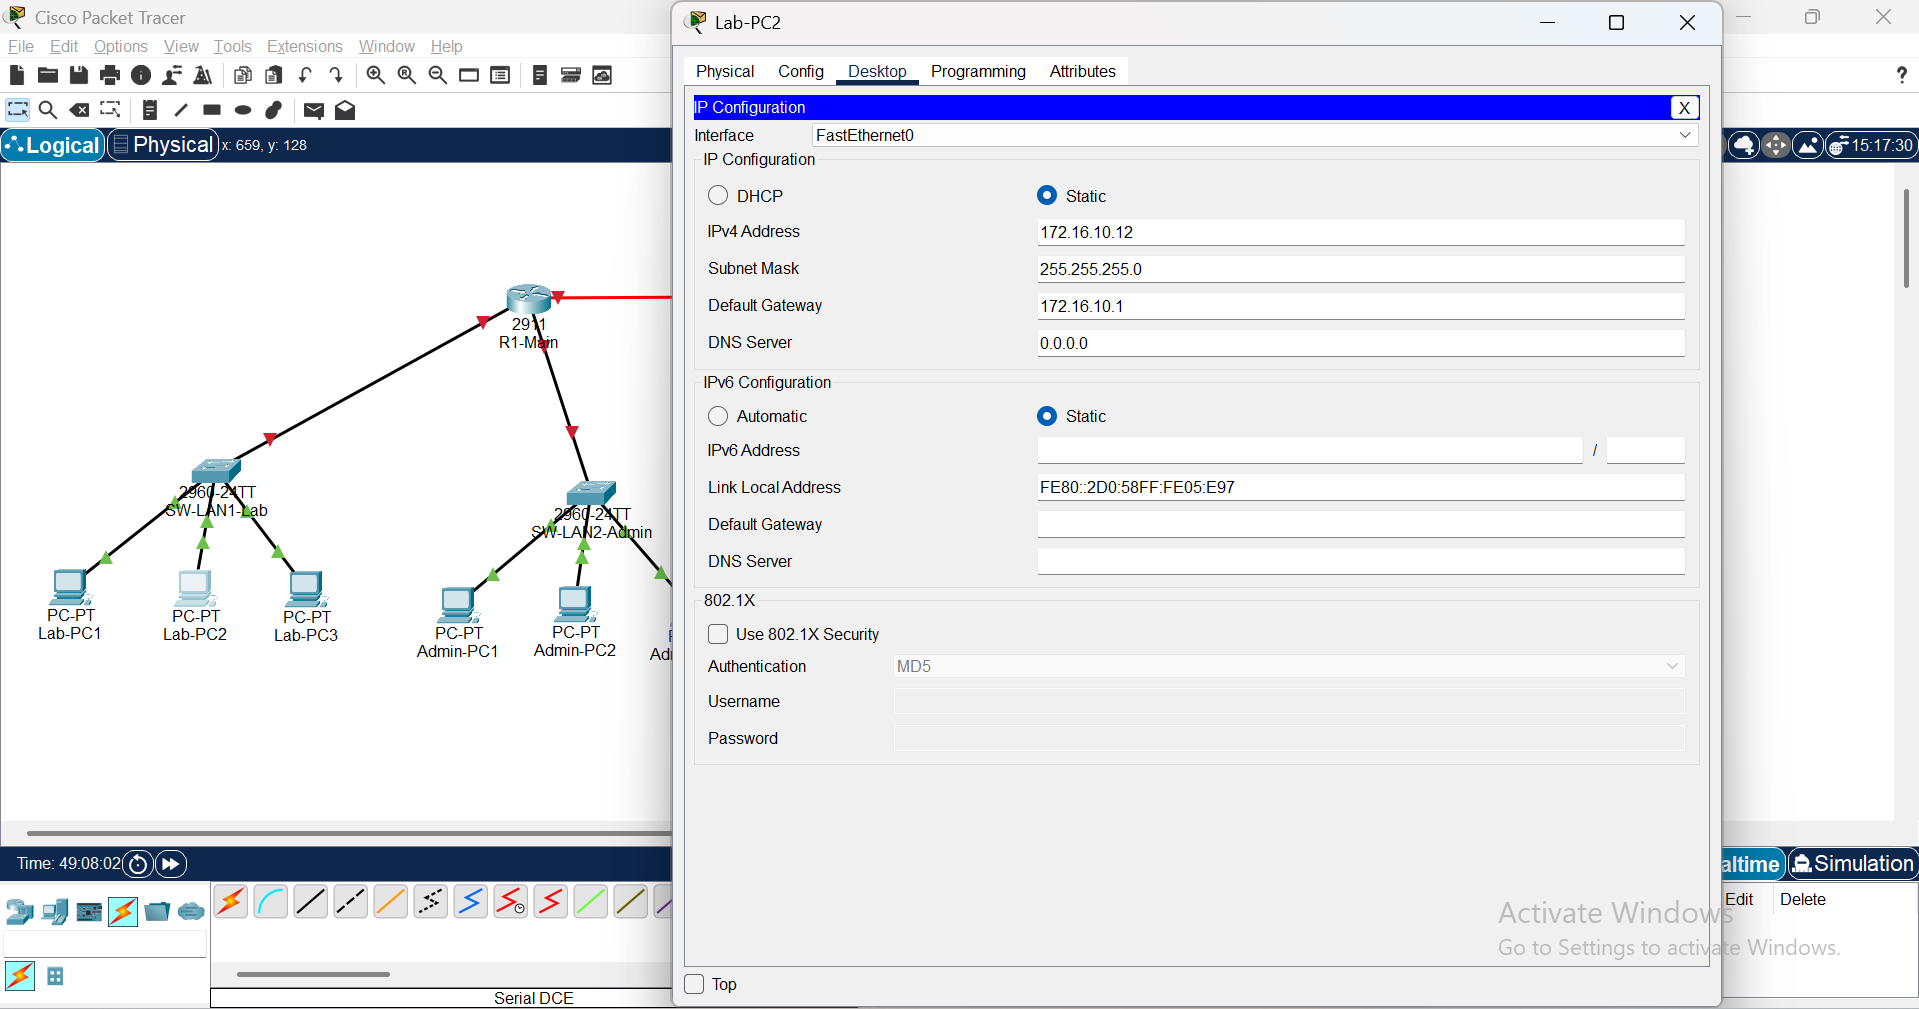 Cisco Packet Tracer
File Edit Options View Tools Extensions Window Help
Logical Physical x: 659, y: 128
2911
R1-Main
2960-24TT
SW-LAN1-Lab
2960-24TT
SW-LAN2-Admin
PC-PT
Lab-PC1
PC-PT
Lab-PC2
PC-PT
Lab-PC3
PC-PT
Admin-PC1
PC-PT
Admin-PC2
Time: 49:08:02
Serial DCE
Lab-PC2
Physical Config Desktop Programming Attributes
IP Configuration X
Interface FastEthernet0
IP Configuration
DHCP Static
IPv4 Address 172.16.10.12
Subnet Mask 255.255.255.0
Default Gateway 172.16.10.1
DNS Server 0.0.0.0
IPv6 Configuration
Automatic Static
IPv6 Address /
Link Local Address FE80::2D0:58FF:FE05:E97
Default Gateway
DNS Server
802.1X
Use 802.1X Security
Authentication MD5
Username
Password
Top
?
15:17:30
altime Simulation
Edit Delete
Activate Windows
Go to Settings to activate Windows.